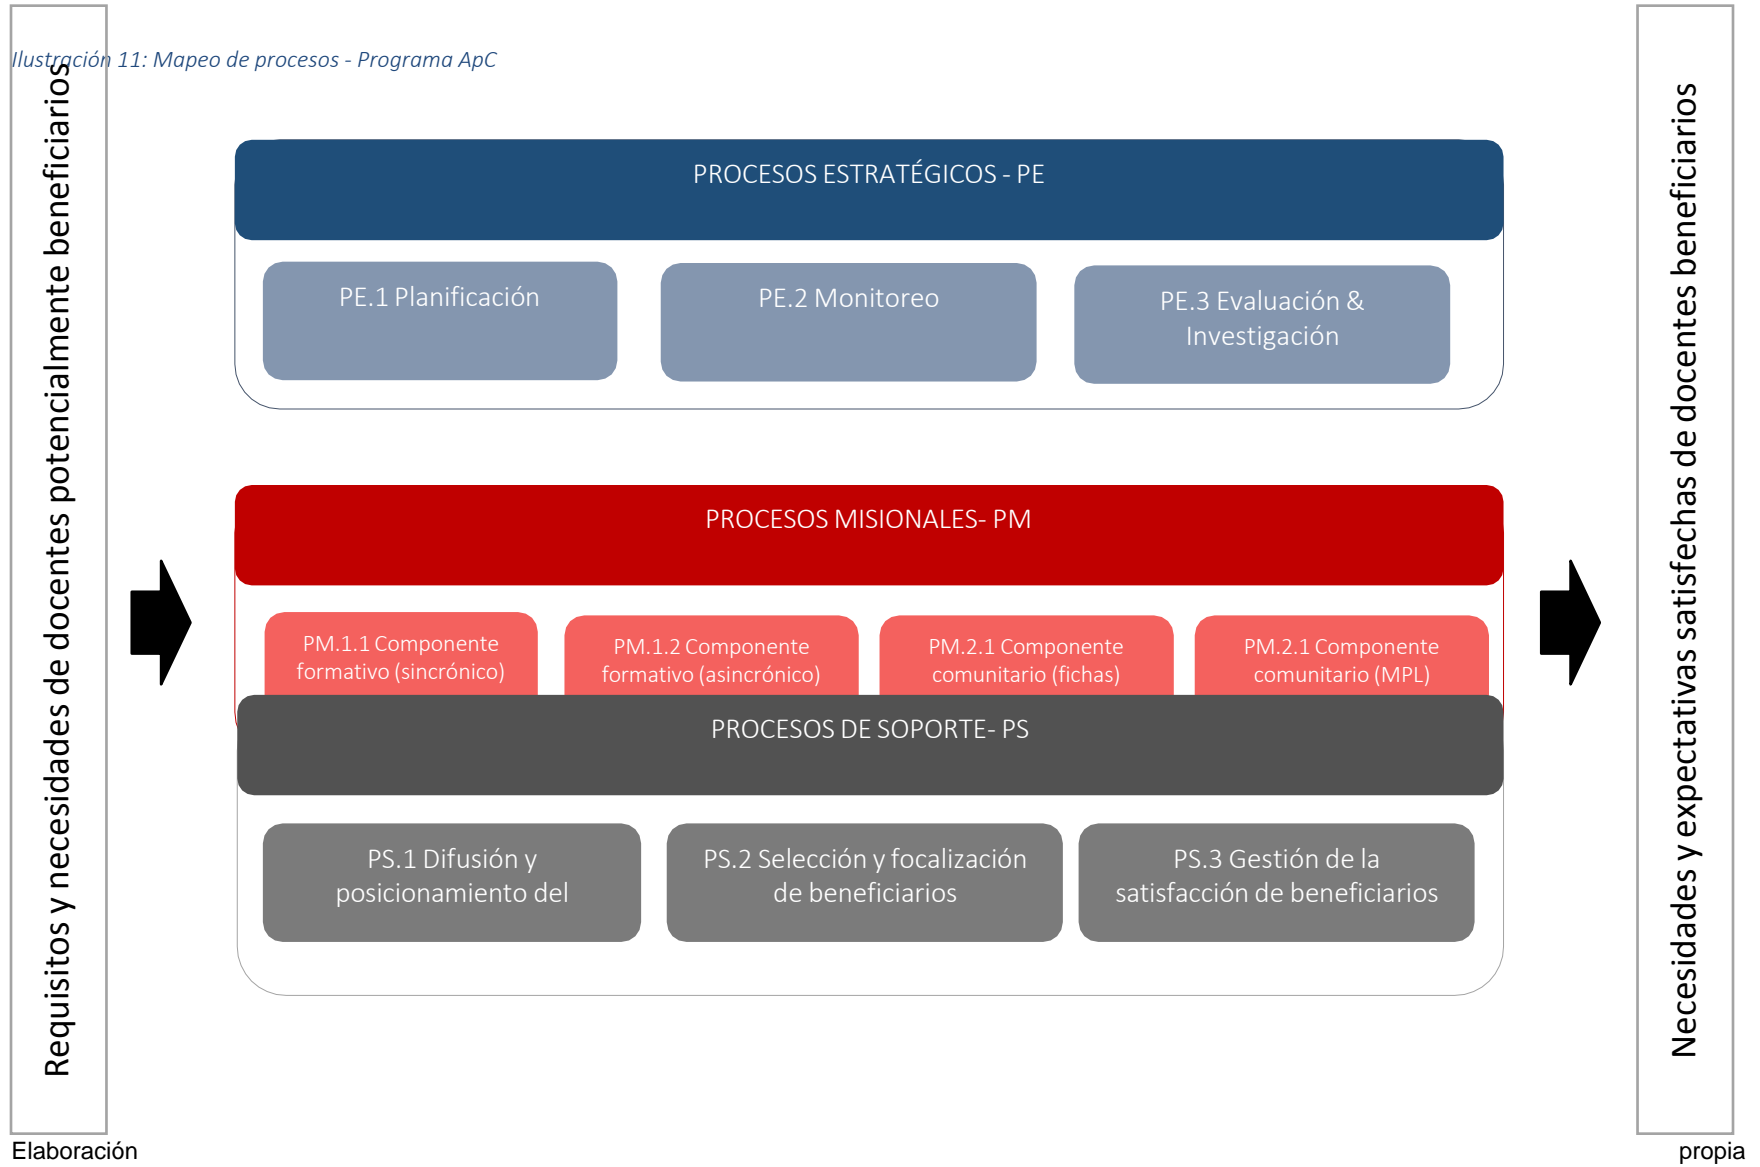 Ilustración 11: Mapeo de procesos - Programa ApC
Requisitos y necesidades de docentes potencialmente beneficiarios
PROCESOS ESTRATÉGICOS - PE
PE.1 Planificación
PE.2 Monitoreo
PE.3 Evaluación &
Investigación
PROCESOS MISIONALES- PM
PM.1.1 Componente
formativo (sincrónico)
PM.1.2 Componente
formativo (asincrónico)
PM.2.1 Componente
comunitario (fichas)
PM.2.1 Componente
comunitario (MPL)
PROCESOS DE SOPORTE- PS
PS.1 Difusión y
posicionamiento del
PS.2 Selección y focalización
de beneficiarios
PS.3 Gestión de la
satisfacción de beneficiarios
Necesidades y expectativas satisfechas de docentes beneficiarios
Elaboración propia